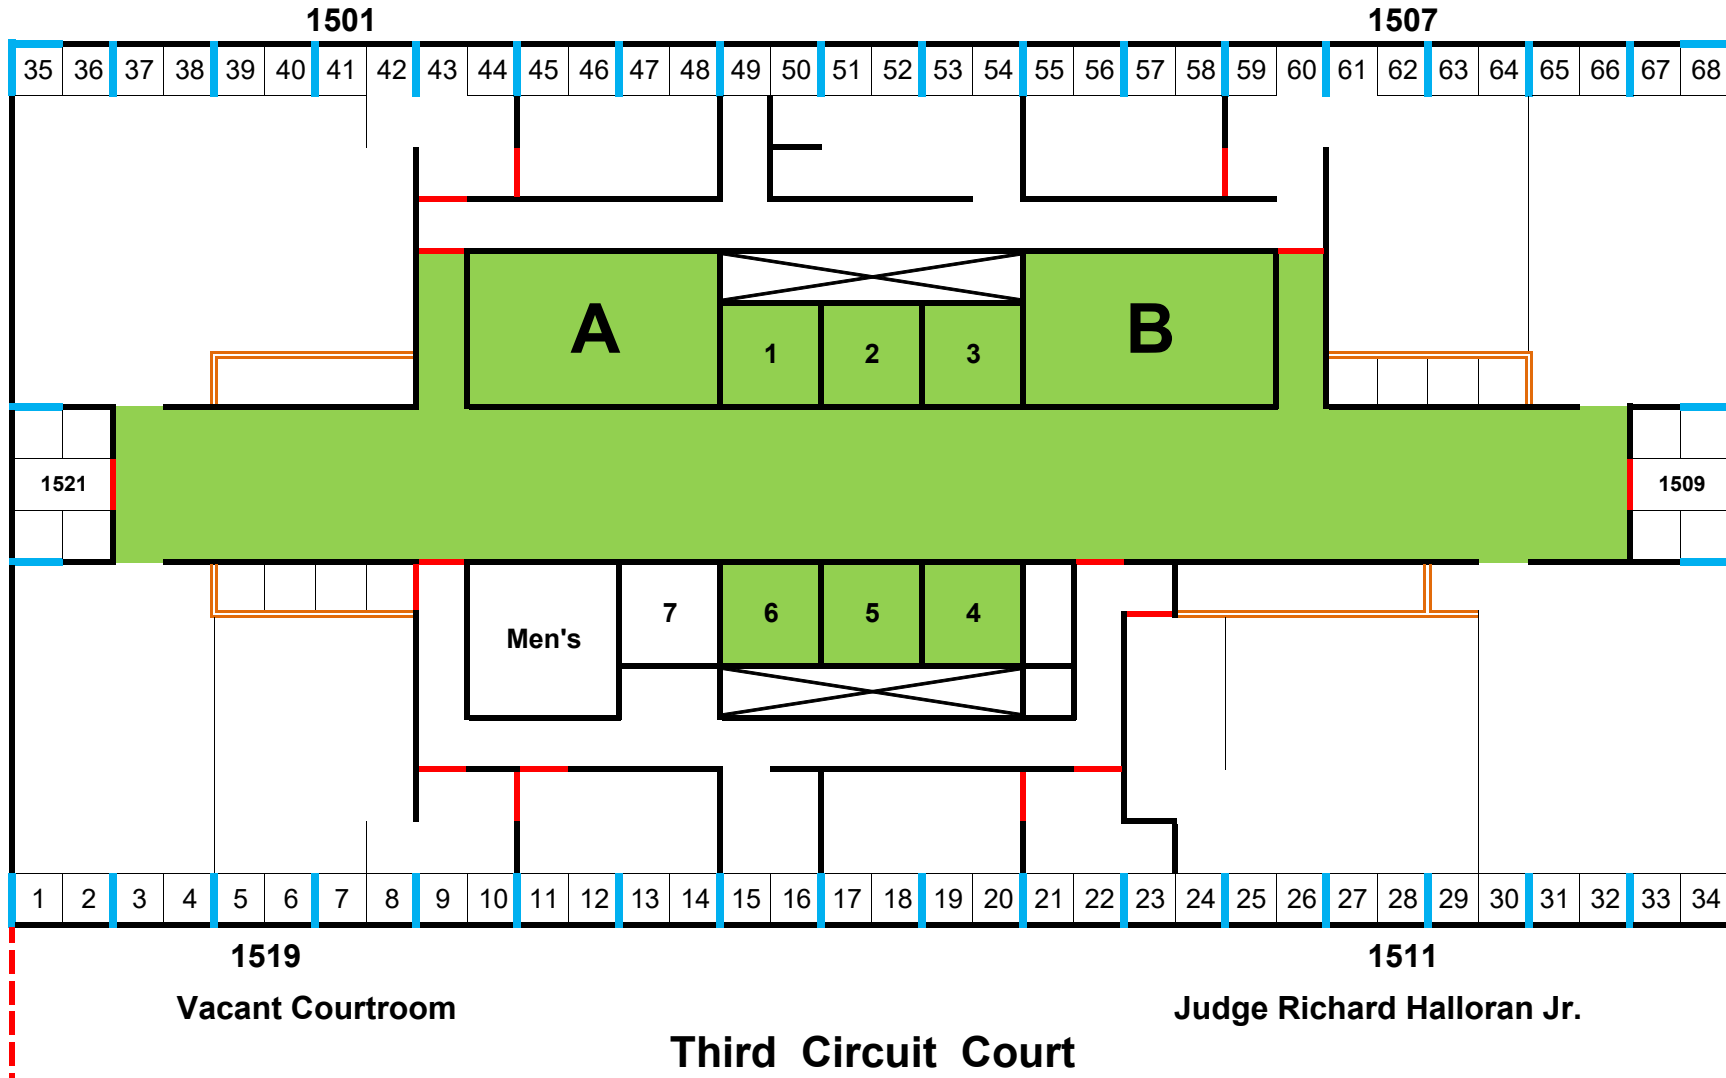 1501 1507
35 36 37 38 39 40 41 42 43 44 45 46 47 48 49 50 51 52 53 54 55 56 57 58 59 60 61 62 63 64 65 66 67 68
A B
1 2 3
1521 1509
7 6 5 4
Men's
1 2 3 4 5 6 7 8 9 10 11 12 13 14 15 16 17 18 19 20 21 22 23 24 25 26 27 28 29 30 31 32 33 34
1519 1511
Vacant Courtroom Judge Richard Halloran Jr.
Third Circuit Court